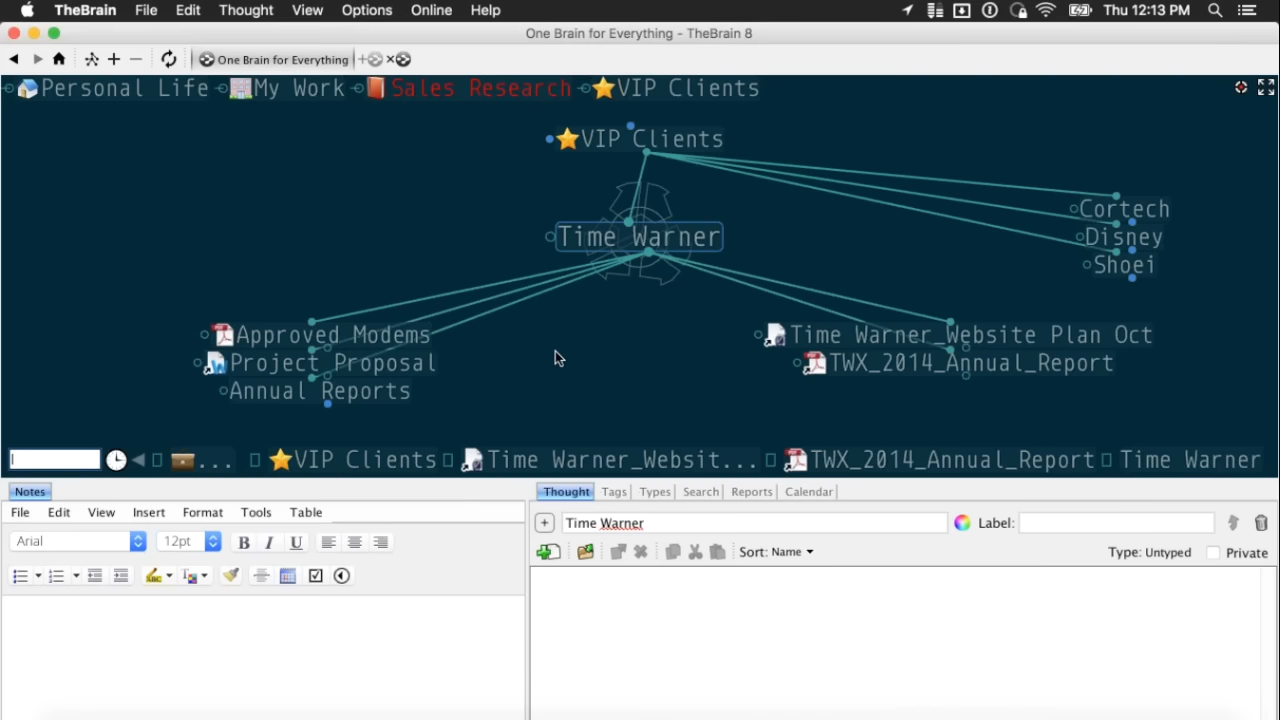 TheBrain File Edit Thought View Options Online Help Thu 12:13 PM
One Brain for Everything - TheBrain 8
One Brain for Everything
Personal Life My Work Sales Research VIP Clients
VIP Clients
Time Warner
Cortech
Disney
Shoei
Approved Modems
Project Proposal
Annual Reports
Time Warner_Website Plan Oct
TWX_2014_Annual_Report
... VIP Clients Time Warner_Websit... TWX_2014_Annual_Report Time Warner
Notes
File Edit View Insert Format Tools Table
Arial 12pt B I U
ABC T
Thought Tags Types Search Reports Calendar
Time Warner Label:
Sort: Name Type: Untyped Private